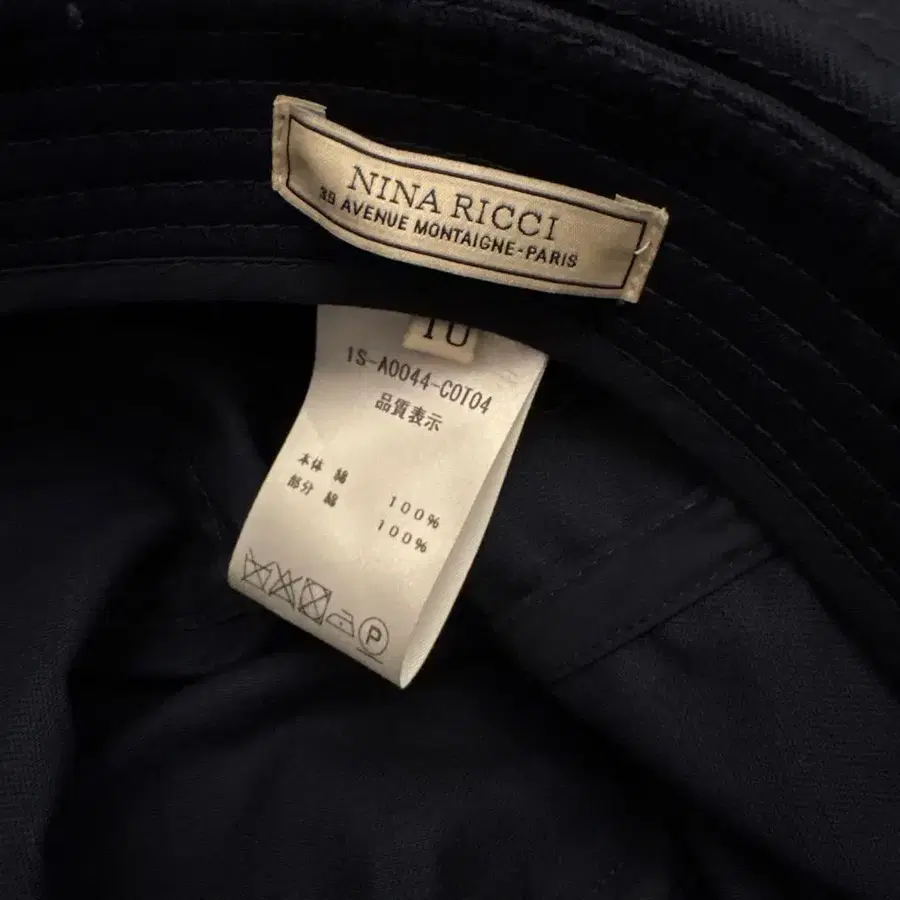 NINA RICCI
39 AVENUE MONTAIGNE-PARIS
TU
1S-A0044-COT04
品質表示
本体 綿
100%
部分 綿
100%
P